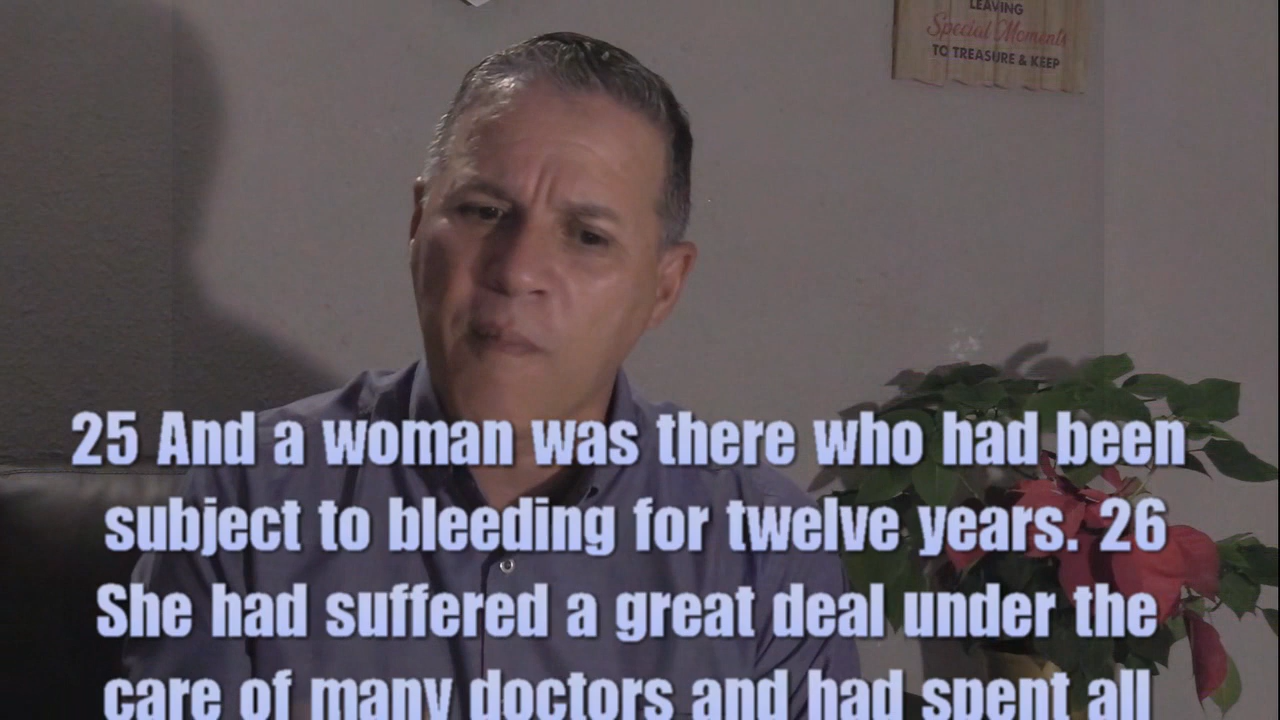 LEAVING
Special Moments
TO TREASURE & KEEP
25 And a woman was there who had been
subject to bleeding for twelve years. 26
She had suffered a great deal under the
care of many doctors and had spent all